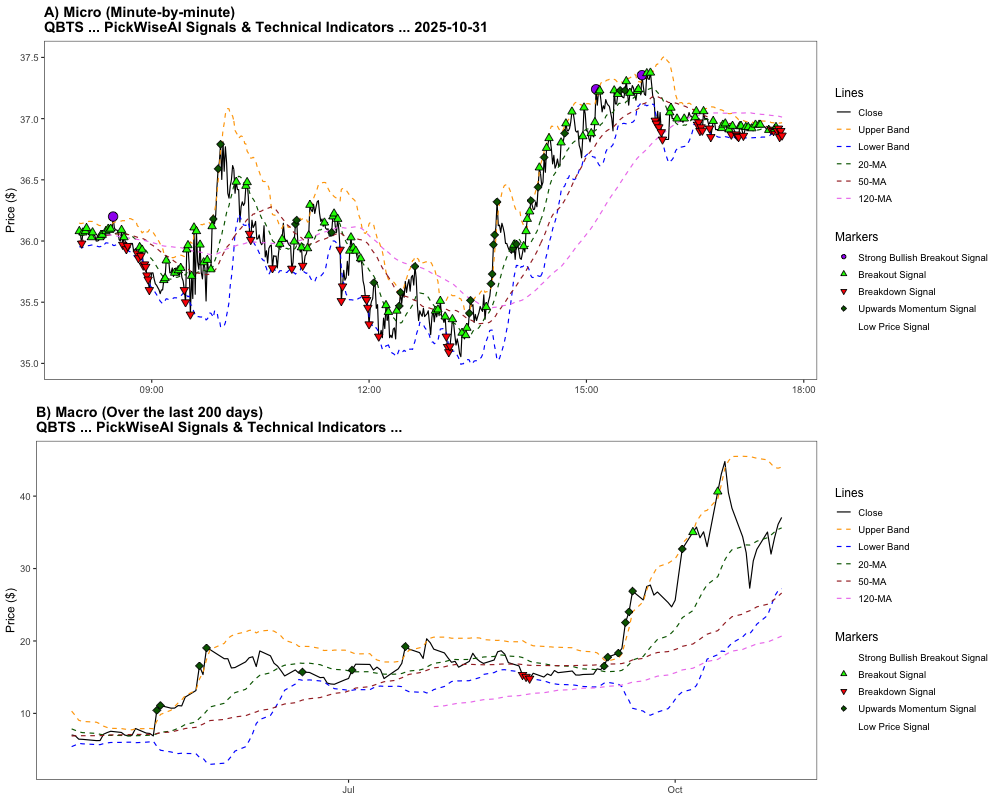 A) Micro (Minute-by-minute)
QBTS ... PickWiseAI Signals & Technical Indicators ... 2025-10-31
37.5
37.0
36.5
36.0
35.5
35.0
Price ($)
09:00
12:00
15:00
18:00
Lines
Close
Upper Band
Lower Band
20-MA
50-MA
120-MA
Markers
Strong Bullish Breakout Signal
Breakout Signal
Breakdown Signal
Upwards Momentum Signal
Low Price Signal
B) Macro (Over the last 200 days)
QBTS ... PickWiseAI Signals & Technical Indicators ...
40
30
20
10
Price ($)
Jul
Oct
Lines
Close
Upper Band
Lower Band
20-MA
50-MA
120-MA
Markers
Strong Bullish Breakout Signal
Breakout Signal
Breakdown Signal
Upwards Momentum Signal
Low Price Signal